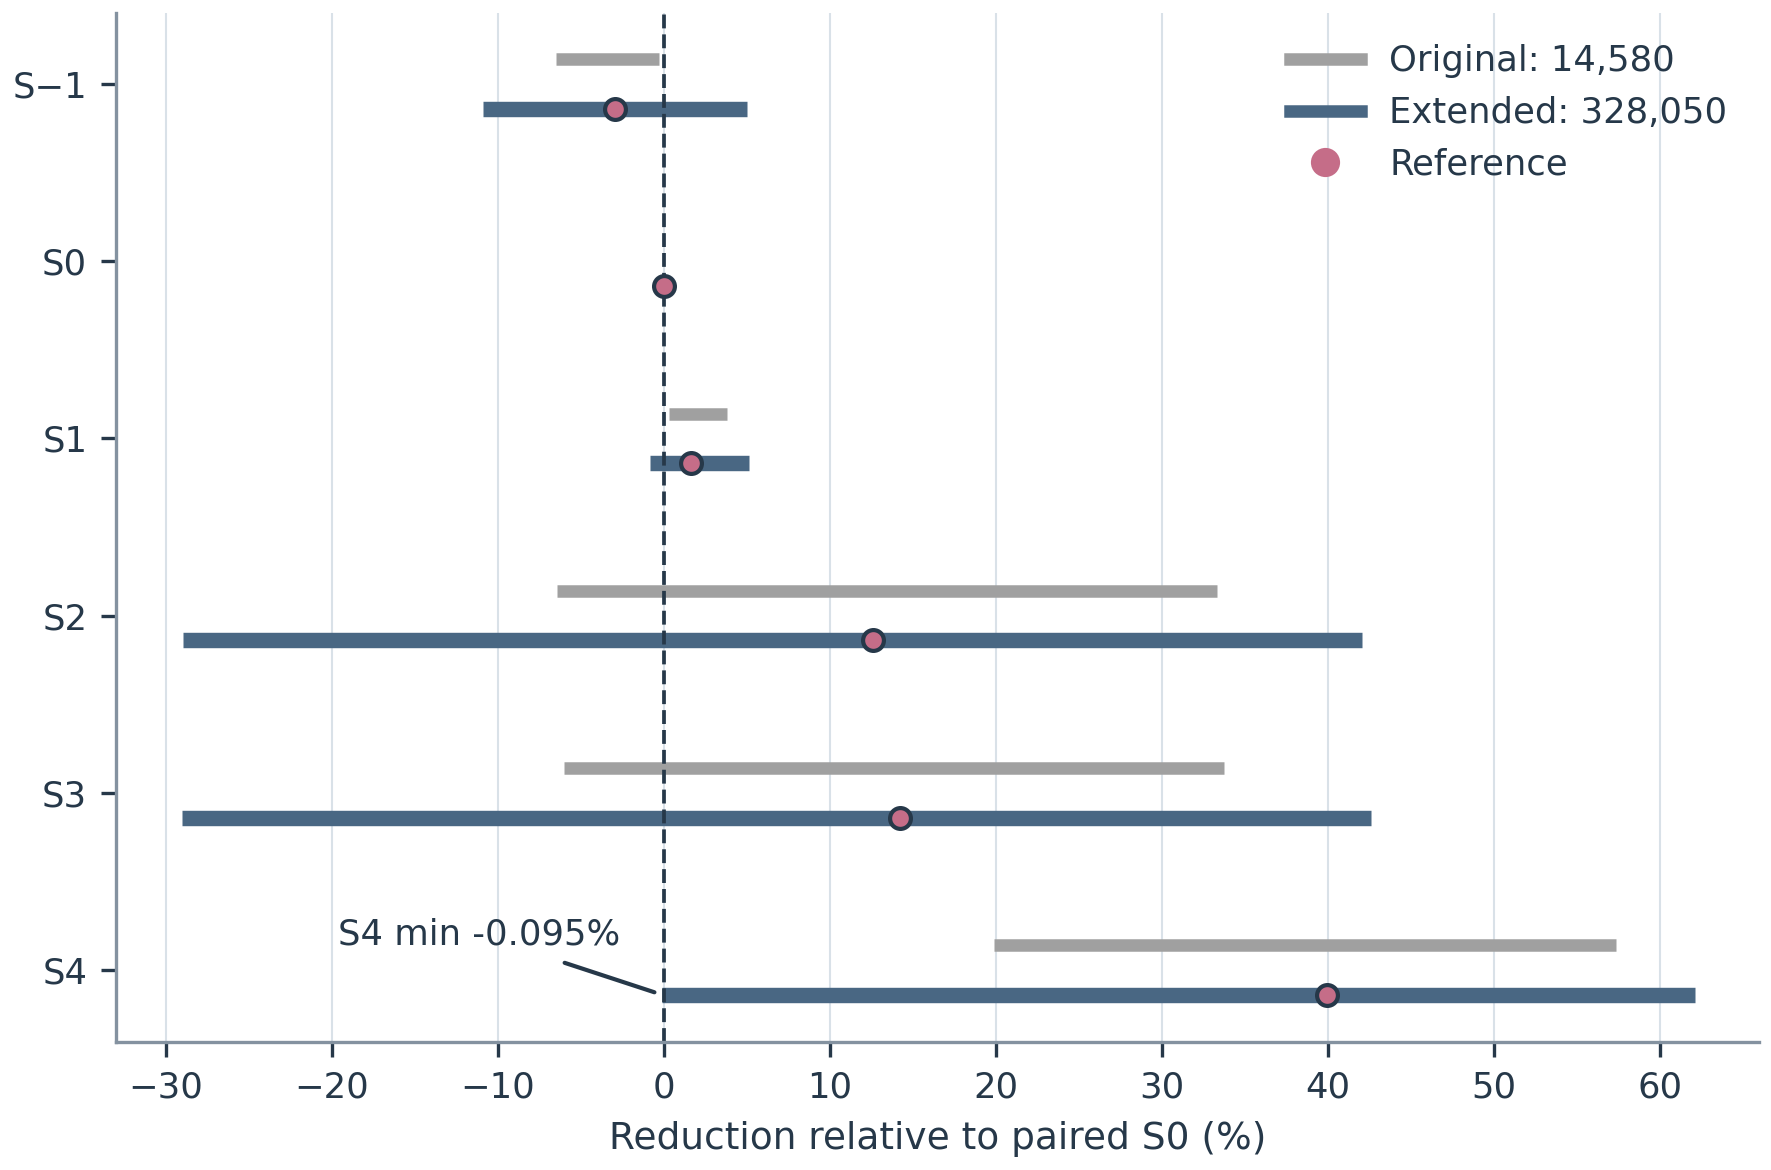 Original: 14,580
Extended: 328,050
Reference
S−1
S0
S1
S2
S3
S4
S4 min -0.095%
−30 −20 −10 0 10 20 30 40 50 60
Reduction relative to paired S0 (%)